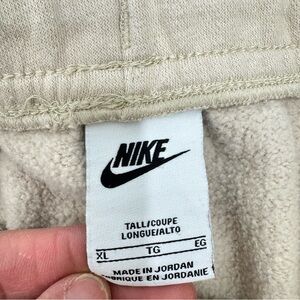 NIKE
TALL/COUPE
LONGUE/ALTO
XL TG EG
MADE IN JORDAN
FABRIQUÉ EN JORDANIE